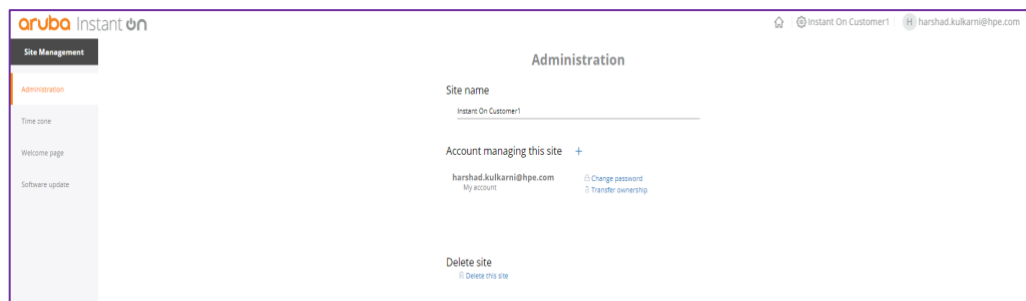 aruba Instant on
Instant On Customer1
H harshad.kulkarni@hpe.com
Site Management
Administration
Time zone
Welcome page
Software update
Administration
Site name
Instant On Customer1
Account managing this site +
harshad.kulkarni@hpe.com
My account
Change password
Transfer ownership
Delete site
Delete this site